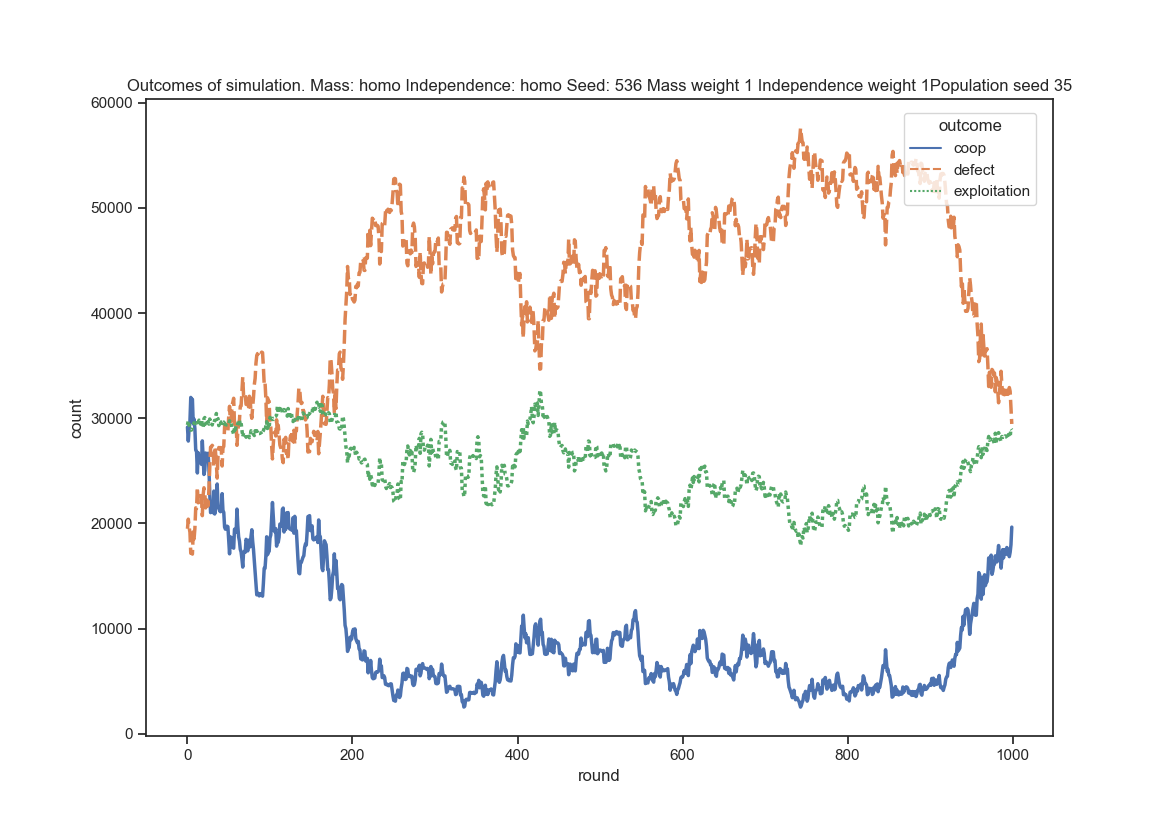 Outcomes of simulation. Mass: homo Independence: homo Seed: 536 Mass weight 1 Independence weight 1Population seed 35
60000
50000
40000
30000
20000
10000
0
count
outcome
coop
defect
exploitation
0 200 400 600 800 1000
round